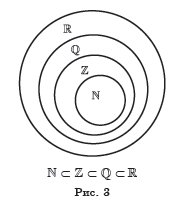 ℝ
ℚ
ℤ
ℕ
ℕ ⊂ ℤ ⊂ ℚ ⊂ ℝ
Рис. 3